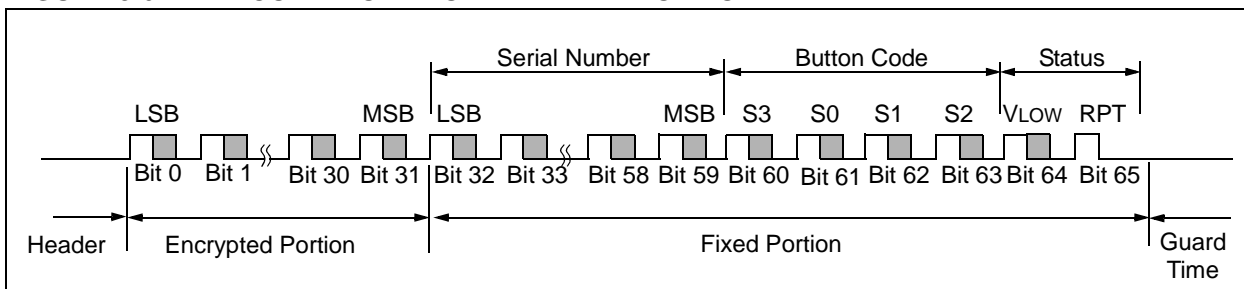 Serial Number Button Code Status
LSB MSB LSB MSB S3 S0 S1 S2 VLOW RPT
Bit 0 Bit 1 Bit 30 Bit 31 Bit 32 Bit 33 Bit 58 Bit 59 Bit 60 Bit 61 Bit 62 Bit 63 Bit 64 Bit 65
Header Encrypted Portion Fixed Portion Guard
Time